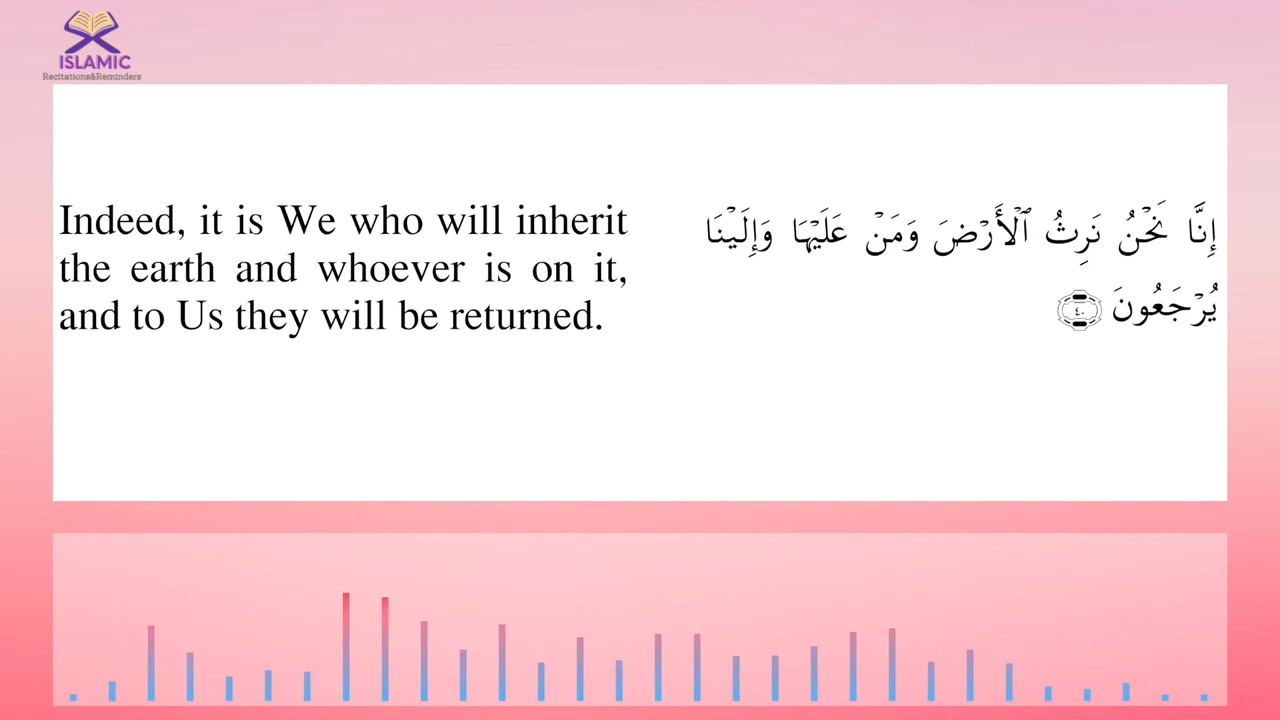 ISLAMIC
Recitations&Reminders
Indeed, it is We who will inherit
the earth and whoever is on it,
and to Us they will be returned.
إِنَّا نَحْنُ نَرِثُ ٱلْأَرْضَ وَمَنْ عَلَيْهَا وَإِلَيْنَا
يُرْجَعُونَ ٤٠